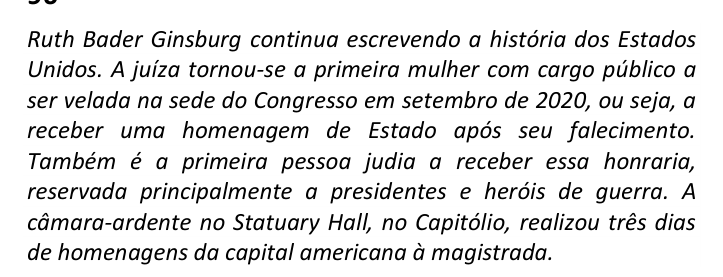 Ruth Bader Ginsburg continua escrevendo a história dos Estados
Unidos. A juíza tornou-se a primeira mulher com cargo público a
ser velada na sede do Congresso em setembro de 2020, ou seja, a
receber uma homenagem de Estado após seu falecimento.
Também é a primeira pessoa judia a receber essa honraria,
reservada principalmente a presidentes e heróis de guerra. A
câmara-ardente no Statuary Hall, no Capitólio, realizou três dias
de homenagens da capital americana à magistrada.